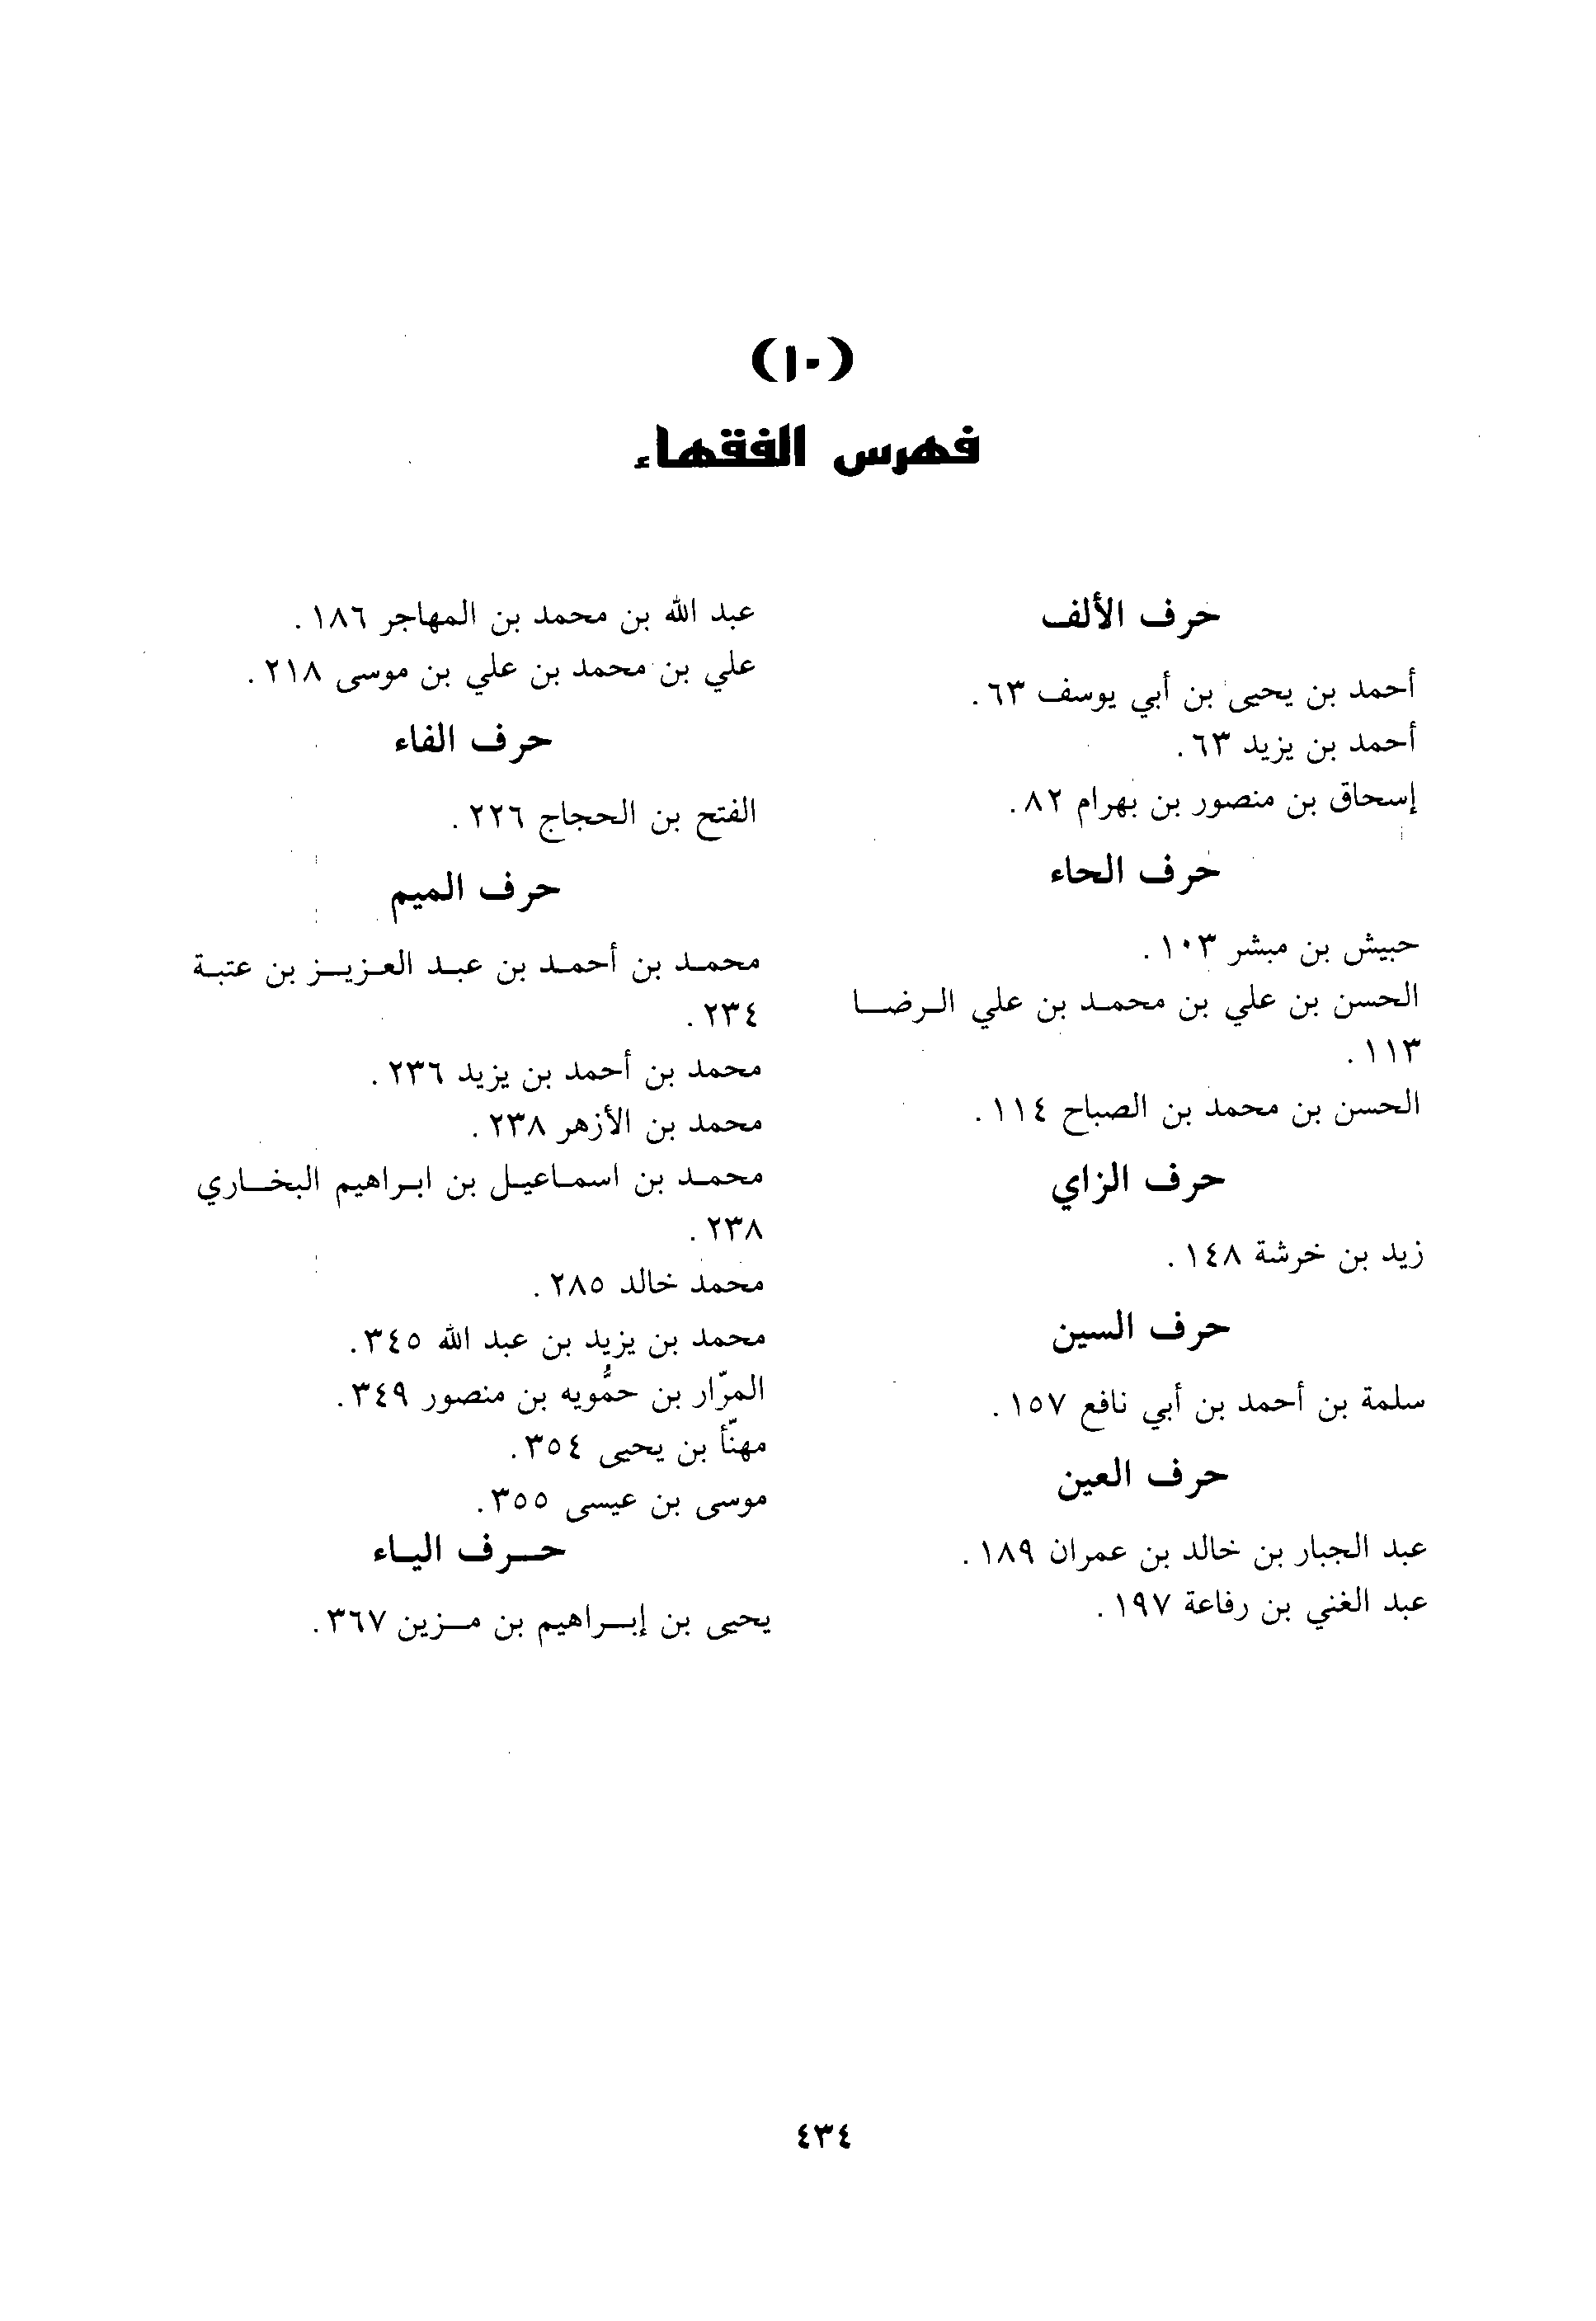 (١٠)
فهرس الفقهاء
حرف الألف
أحمد بن يحيى بن أبي يوسف ٦٣.
أحمد بن يزيد ٦٣.
إسحاق بن منصور بن بهرام ٨٢.
حرف الحاء
حبيش بن مبشر ١٠٣.
الحسن بن علي بن محمد بن علي الرضا
١١٣.
الحسن بن محمد بن الصباح ١١٤.
حرف الزاي
زيد بن خرشة ١٤٨.
حرف السين
سلمة بن أحمد بن أبي نافع ١٥٧.
حرف العين
عبد الجبار بن خالد بن عمران ١٨٩.
عبد الغني بن رفاعة ١٩٧.
عبد الله بن محمد بن المهاجر ١٨٦.
علي بن محمد بن علي بن موسى ٢١٨.
حرف الفاء
الفتح بن الحجاج ٢٢٦.
حرف الميم
محمد بن أحمد بن عبد العزيز بن عتبة
٢٣٤.
محمد بن أحمد بن يزيد ٢٣٦.
محمد بن الأزهر ٢٣٨.
محمد بن اسماعيل بن ابراهيم البخاري
٢٣٨.
محمد خالد ٢٨٥.
محمد بن يزيد بن عبد الله ٣٤٥.
المرّار بن حمُّويه بن منصور ٣٤٩.
مهنّأ بن يحيى ٣٥٤.
موسى بن عيسى ٣٥٥.
حرف الياء
يحيى بن إبراهيم بن مزين ٣٦٧.
٤٣٤